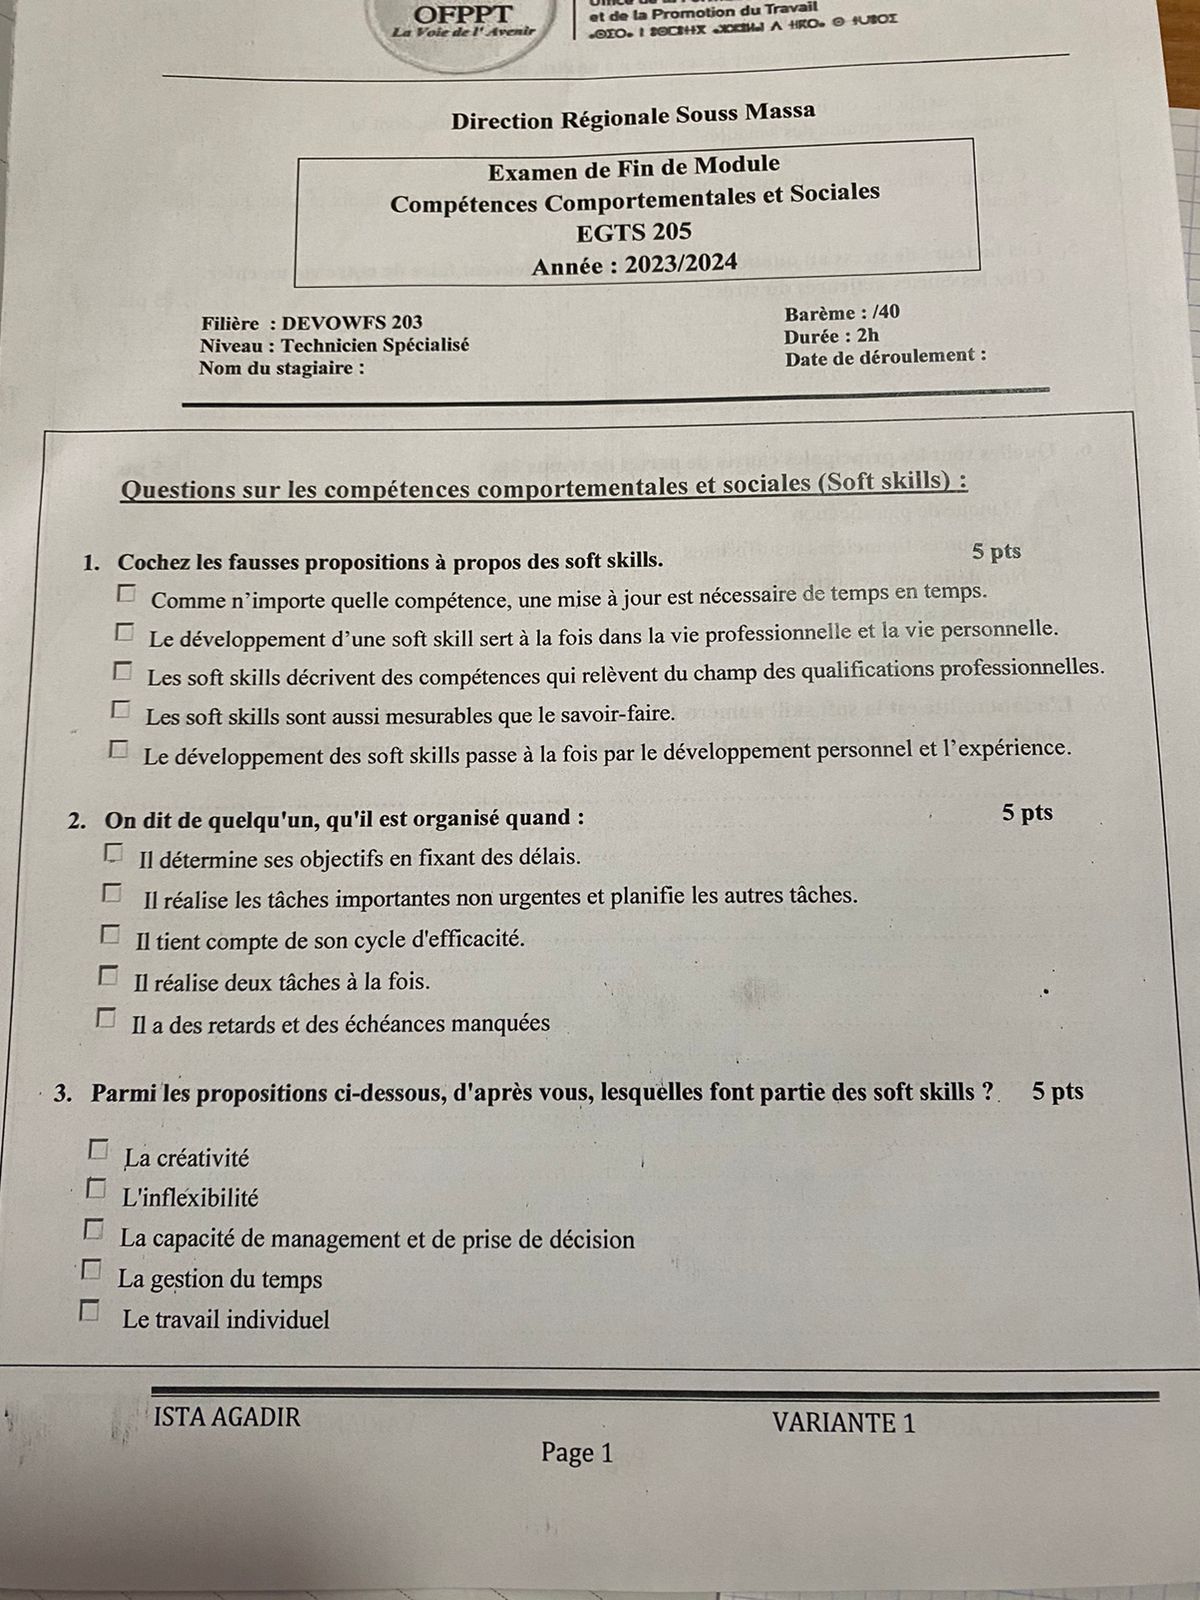 OFPPT
La Voie de l'Avenir
et de la Promotion du Travail
Direction Régionale Souss Massa
Examen de Fin de Module
Compétences Comportementales et Sociales
EGTS 205
Année : 2023/2024
Filière : DEVOWFS 203
Niveau : Technicien Spécialisé
Nom du stagiaire :
Barème : /40
Durée : 2h
Date de déroulement :
Questions sur les compétences comportementales et sociales (Soft skills) :
1. Cochez les fausses propositions à propos des soft skills. 5 pts
Comme n'importe quelle compétence, une mise à jour est nécessaire de temps en temps.
Le développement d'une soft skill sert à la fois dans la vie professionnelle et la vie personnelle.
Les soft skills décrivent des compétences qui relèvent du champ des qualifications professionnelles.
Les soft skills sont aussi mesurables que le savoir-faire.
Le développement des soft skills passe à la fois par le développement personnel et l'expérience.
2. On dit de quelqu'un, qu'il est organisé quand : 5 pts
Il détermine ses objectifs en fixant des délais.
Il réalise les tâches importantes non urgentes et planifie les autres tâches.
Il tient compte de son cycle d'efficacité.
Il réalise deux tâches à la fois.
Il a des retards et des échéances manquées
3. Parmi les propositions ci-dessous, d'après vous, lesquelles font partie des soft skills ? 5 pts
La créativité
L'inflexibilité
La capacité de management et de prise de décision
La gestion du temps
Le travail individuel
ISTA AGADIR
VARIANTE 1
Page 1